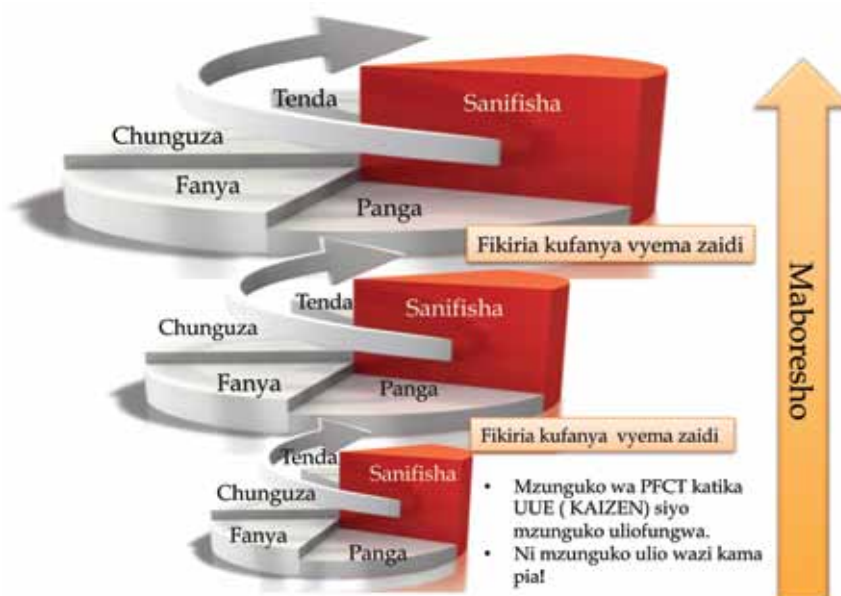 Tenda
Sanifisha
Chunguza
Fanya
Panga
Fikiria kufanya vyema zaidi
Tenda
Sanifisha
Chunguza
Fanya
Panga
Fikiria kufanya vyema zaidi
Tenda
Sanifisha
Chunguza
Fanya
Panga
• Mzunguko wa PFCT katika
UUE ( KAIZEN) siyo
mzunguko uliofungwa.
• Ni mzunguko ulio wazi kama
pia!
Maboresho